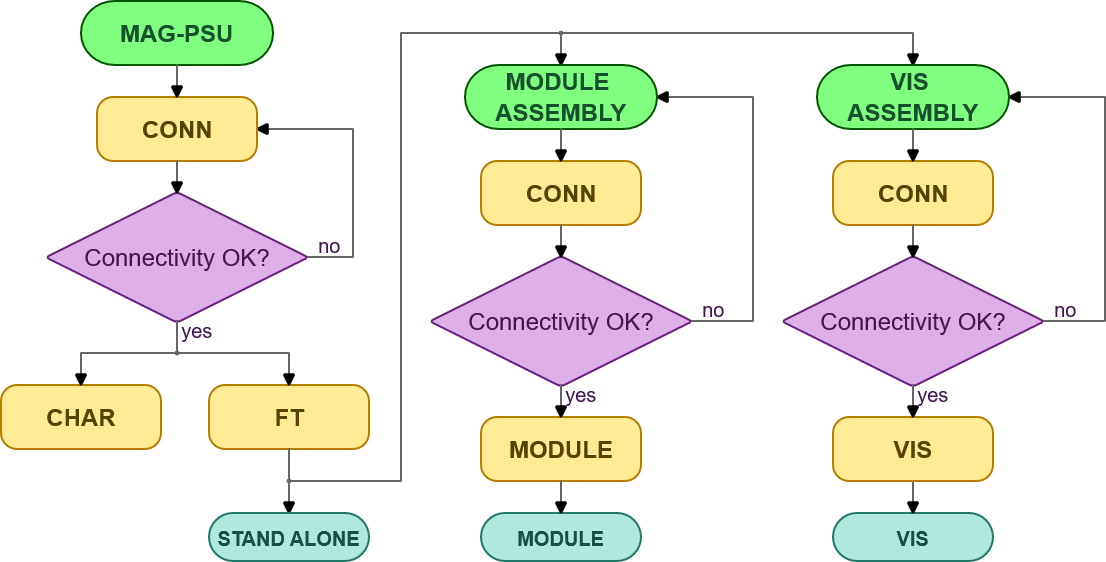 MAG-PSU
CONN
Connectivity OK?
no
yes
CHAR
FT
STAND ALONE
MODULE
ASSEMBLY
CONN
Connectivity OK?
no
yes
MODULE
MODULE
VIS
ASSEMBLY
CONN
Connectivity OK?
no
yes
VIS
VIS